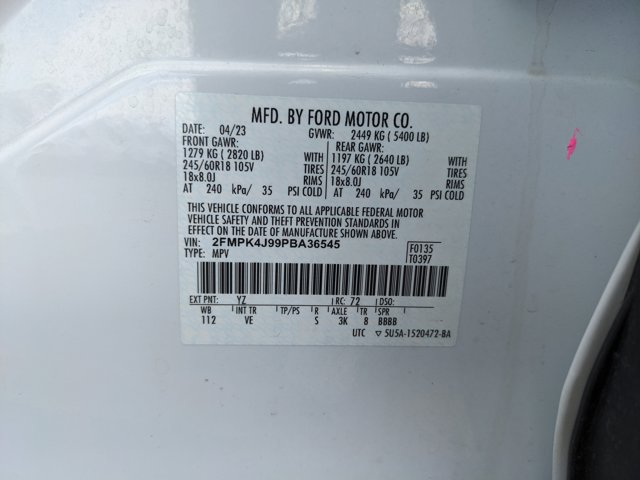 MFD. BY FORD MOTOR CO.
DATE: 04/23 GVWR: 2449 KG ( 5400 LB)
FRONT GAWR: REAR GAWR:
1279 KG ( 2820 LB) WITH 1197 KG ( 2640 LB) WITH
245/60R18 105V TIRES 245/60R18 105V TIRES
18x8.0J RIMS 18x8.0J RIMS
AT 240 kPa/ 35 PSI COLD AT 240 kPa/ 35 PSI COLD
THIS VEHICLE CONFORMS TO ALL APPLICABLE FEDERAL MOTOR
VEHICLE SAFETY AND THEFT PREVENTION STANDARDS IN
EFFECT ON THE DATE OF MANUFACTURE SHOWN ABOVE.
VIN: 2FMPK4J99PBA36545 F0135
TYPE: MPV T0397
EXT PNT: YZ RC: 72 DSO:
WB INT TR TP/PS R AXLE TR SPR
112 VE S 3K 8 BBBB
UTC ▽ 5U5A-1520472-BA